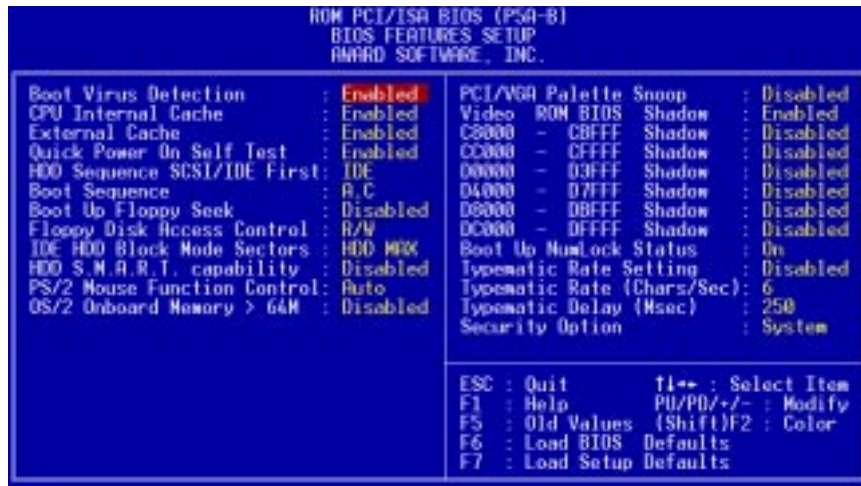 ROM PCI/ISA BIOS (P5A-B)
BIOS FEATURES SETUP
AWARD SOFTWARE, INC.
Boot Virus Detection : Enabled
CPU Internal Cache : Enabled
External Cache : Enabled
Quick Power On Self Test : Enabled
HDD Sequence SCSI/IDE First: IDE
Boot Sequence : A,C
Boot Up Floppy Seek : Disabled
Floppy Disk Access Control : R/W
IDE HDD Block Mode Sectors : HDD MAX
HDD S.M.A.R.T. capability : Disabled
PS/2 Mouse Function Control: Auto
OS/2 Onboard Memory > 64M : Disabled
PCI/VGA Palette Snoop : Disabled
Video ROM BIOS Shadow : Enabled
C8000 - CBFFF Shadow : Disabled
CC000 - CFFFF Shadow : Disabled
D0000 - D3FFF Shadow : Disabled
D4000 - D7FFF Shadow : Disabled
D8000 - DBFFF Shadow : Disabled
DC000 - DFFFF Shadow : Disabled
Boot Up NumLock Status : On
Typematic Rate Setting : Disabled
Typematic Rate (Chars/Sec): 6
Typematic Delay (Msec) : 250
Security Option : System
ESC : Quit ↑↓→← : Select Item
F1 : Help PU/PD/+/- : Modify
F5 : Old Values (Shift)F2 : Color
F6 : Load BIOS Defaults
F7 : Load Setup Defaults